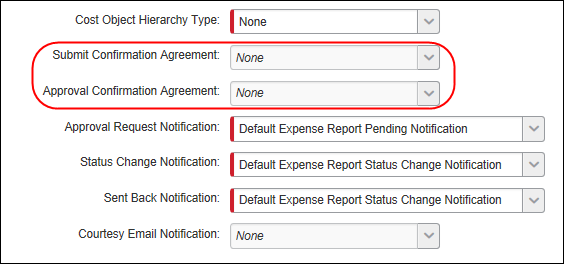 Cost Object Hierarchy Type: None
Submit Confirmation Agreement: None
Approval Confirmation Agreement: None
Approval Request Notification: Default Expense Report Pending Notification
Status Change Notification: Default Expense Report Status Change Notification
Sent Back Notification: Default Expense Report Status Change Notification
Courtesy Email Notification: None